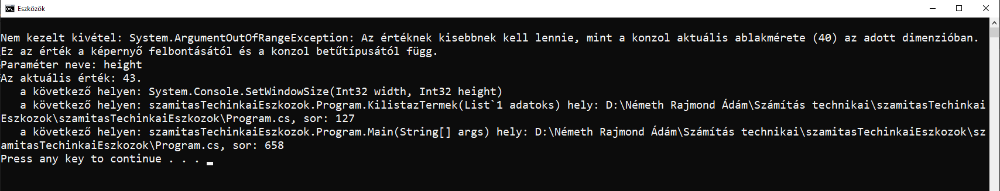 Eszközök
Nem kezelt kivétel: System.ArgumentOutOfRangeException: Az értéknek kisebbnek kell lennie, mint a konzol aktuális ablakmérete (40) az adott dimenzióban.
Ez az érték a képernyő felbontásától és a konzol betűtípusától függ.
Paraméter neve: height
Az aktuális érték: 43.
   a következő helyen: System.Console.SetWindowSize(Int32 width, Int32 height)
   a következő helyen: szamitasTechinkaiEszkozok.Program.KilistazTermek(List`1 adatoks) hely: D:\Németh Rajmond Ádám\Számítás technikai\szamitasTechinkai
Eszkozok\szamitasTechinkaiEszkozok\Program.cs, sor: 127
   a következő helyen: szamitasTechinkaiEszkozok.Program.Main(String[] args) hely: D:\Németh Rajmond Ádám\Számítás technikai\szamitasTechinkaiEszkozok\sz
amitasTechinkaiEszkozok\Program.cs, sor: 658
Press any key to continue . . .